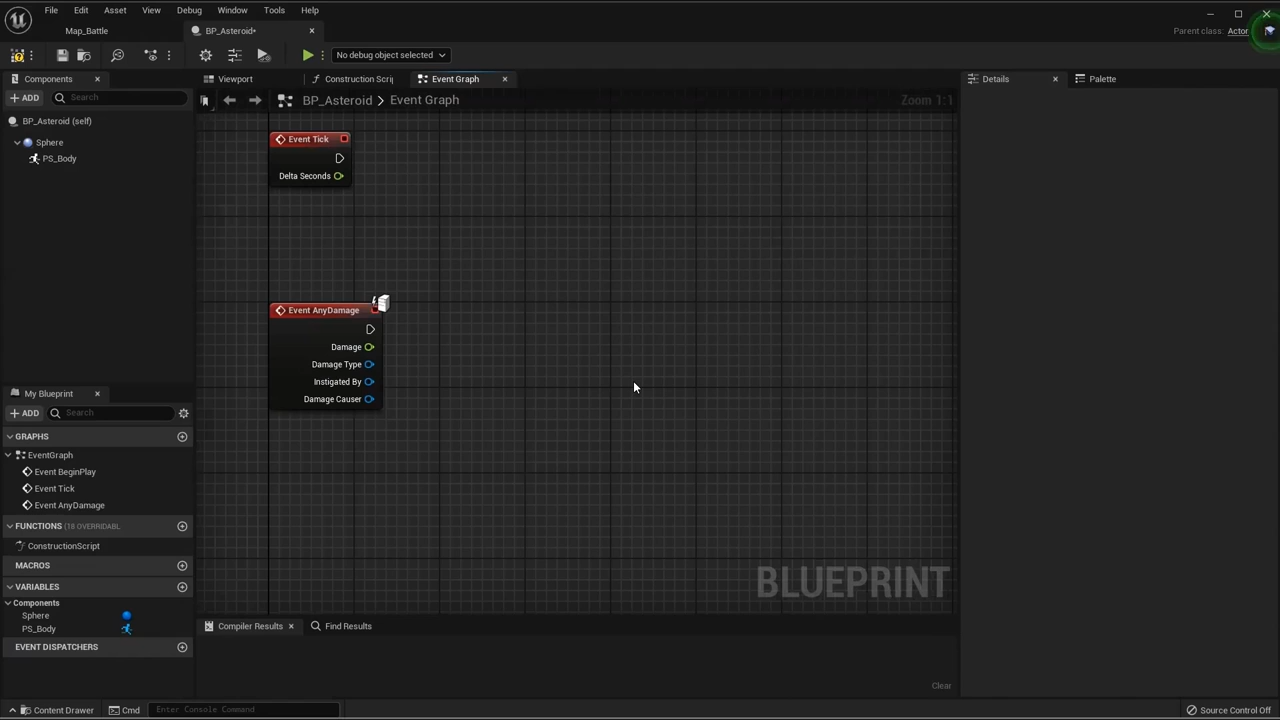 File Edit Asset View Debug Window Tools Help
Map_Battle BP_Asteroid* Parent class: Actor
No debug object selected
Components Viewport Construction Scrip Event Graph Details Palette
+ ADD Search BP_Asteroid > Event Graph Zoom 1:1
BP_Asteroid (self)
Sphere
PS_Body
Event Tick
Delta Seconds
Event AnyDamage
Damage
Damage Type
Instigated By
Damage Causer
BLUEPRINT
My Blueprint
+ ADD Search
GRAPHS
EventGraph
Event BeginPlay
Event Tick
Event AnyDamage
FUNCTIONS (18 OVERRIDABL
ConstructionScript
MACROS
VARIABLES
Components
Sphere
PS_Body
EVENT DISPATCHERS
Compiler Results Find Results
Clear
Content Drawer Cmd Enter Console Command Source Control Off